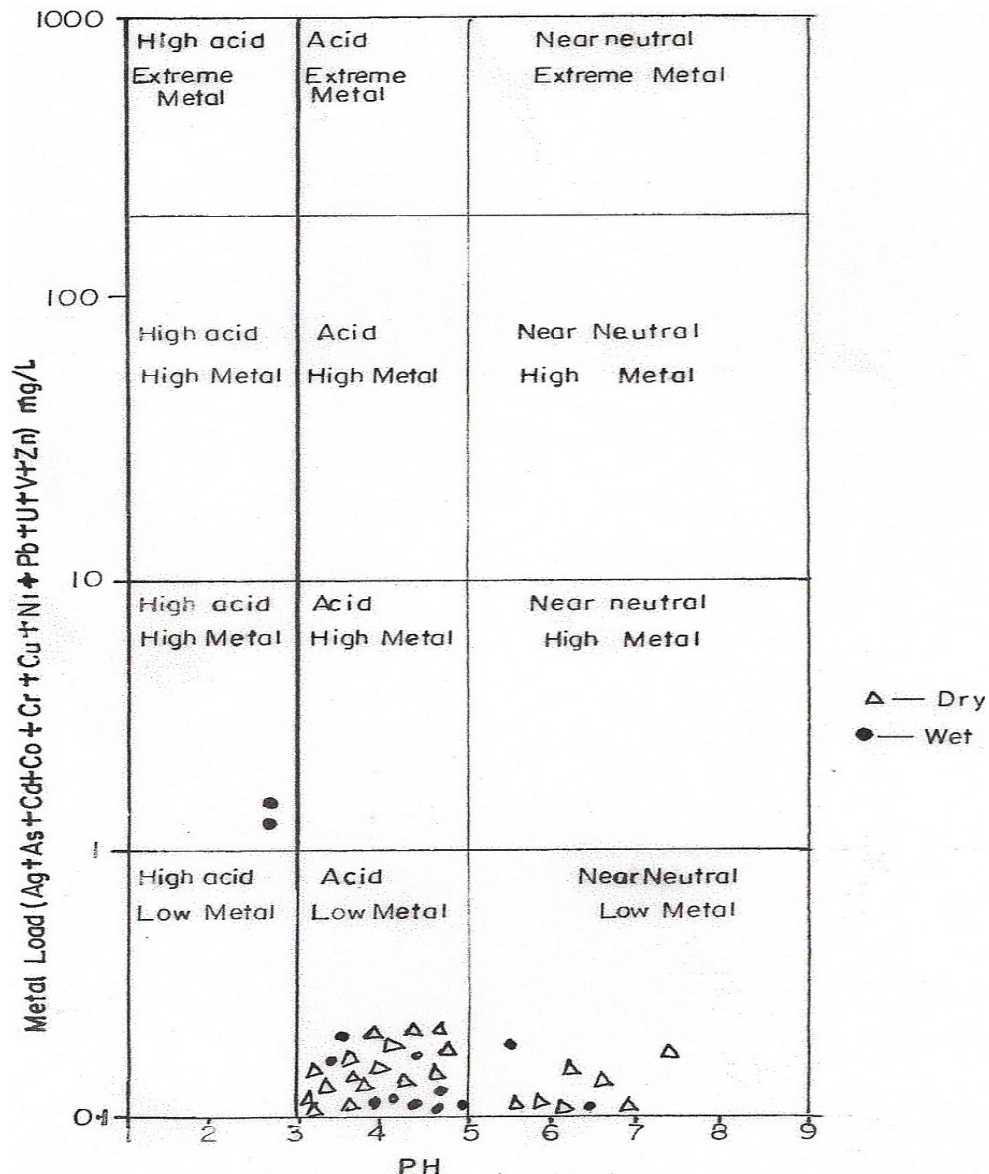 1000
High acid
Extreme
Metal
Acid
Extreme
Metal
Near neutral
Extreme Metal
100
High acid
High Metal
Acid
High Metal
Near Neutral
High Metal
10
High acid
High Metal
Acid
High Metal
Near neutral
High Metal
1
High acid
Low Metal
Acid
Low Metal
Near Neutral
Low Metal
0.1
1 2 3 4 5 6 7 8 9
PH
Metal Load (Ag+As+Cd+Co+Cr+Cu+Ni+Pb+U+V+Zn) mg/L
Dry
Wet